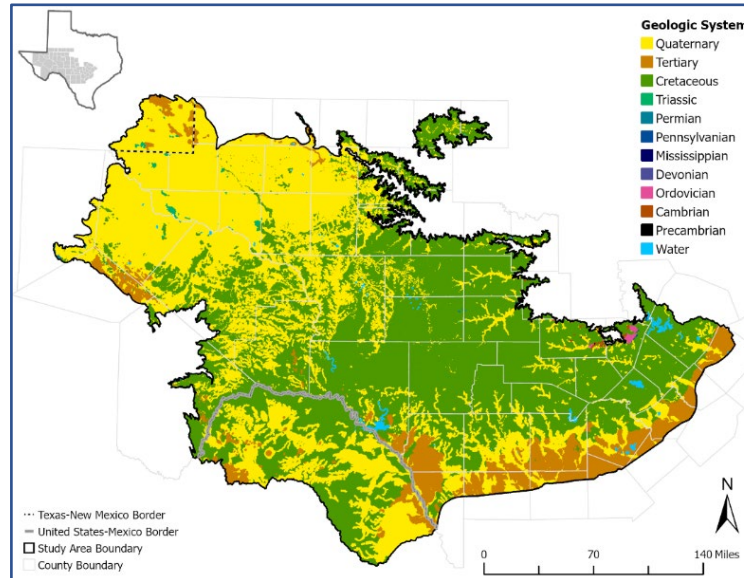 Geologic System
Quaternary
Tertiary
Cretaceous
Triassic
Permian
Pennsylvanian
Mississippian
Devonian
Ordovician
Cambrian
Precambrian
Water
Texas-New Mexico Border
United States-Mexico Border
Study Area Boundary
County Boundary
N
0 70 140 Miles